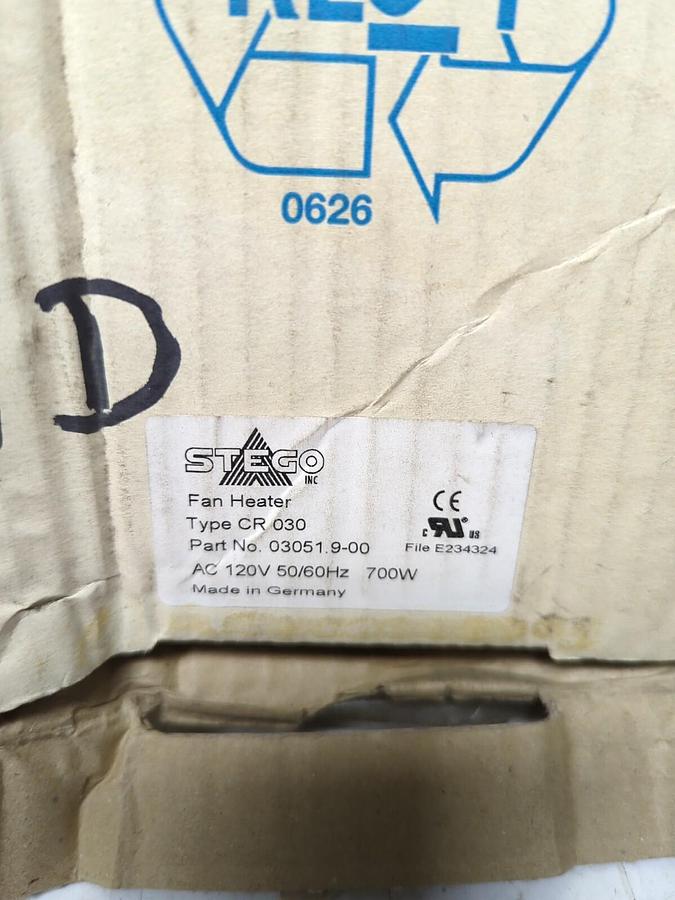 0626
D
STEGO
INC
Fan Heater
Type CR 030
Part No. 03051.9-00
AC 120V 50/60Hz 700W
Made in Germany
CE
c RU® US
File E234324